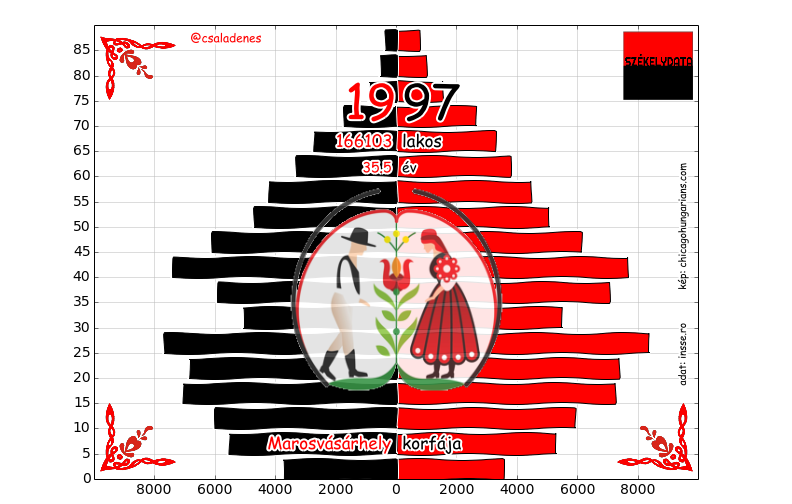 @csaladenes
SZÉKELYDATA
1997
166103 lakos
35.5 év
kép: chicagohungarians.com
adat: insse.ro
Marosvásárhely korfája
85
80
75
70
65
60
55
50
45
40
35
30
25
20
15
10
5
0
8000 6000 4000 2000 0 2000 4000 6000 8000